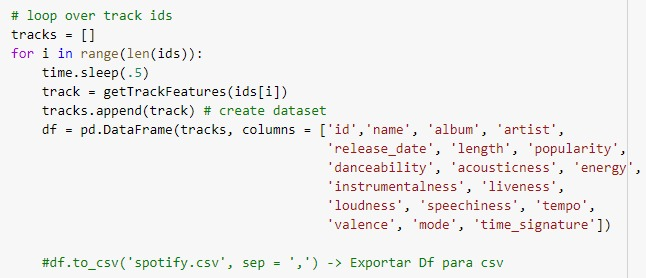 # loop over track ids
tracks = []
for i in range(len(ids)):
    time.sleep(.5)
    track = getTrackFeatures(ids[i])
    tracks.append(track) # create dataset
    df = pd.DataFrame(tracks, columns = ['id','name', 'album', 'artist',
                                         'release_date', 'length', 'popularity',
                                         'danceability', 'acousticness', 'energy',
                                         'instrumentalness', 'liveness',
                                         'loudness', 'speechiness', 'tempo',
                                         'valence', 'mode', 'time_signature'])
    #df.to_csv('spotify.csv', sep = ',') -> Exportar Df para csv